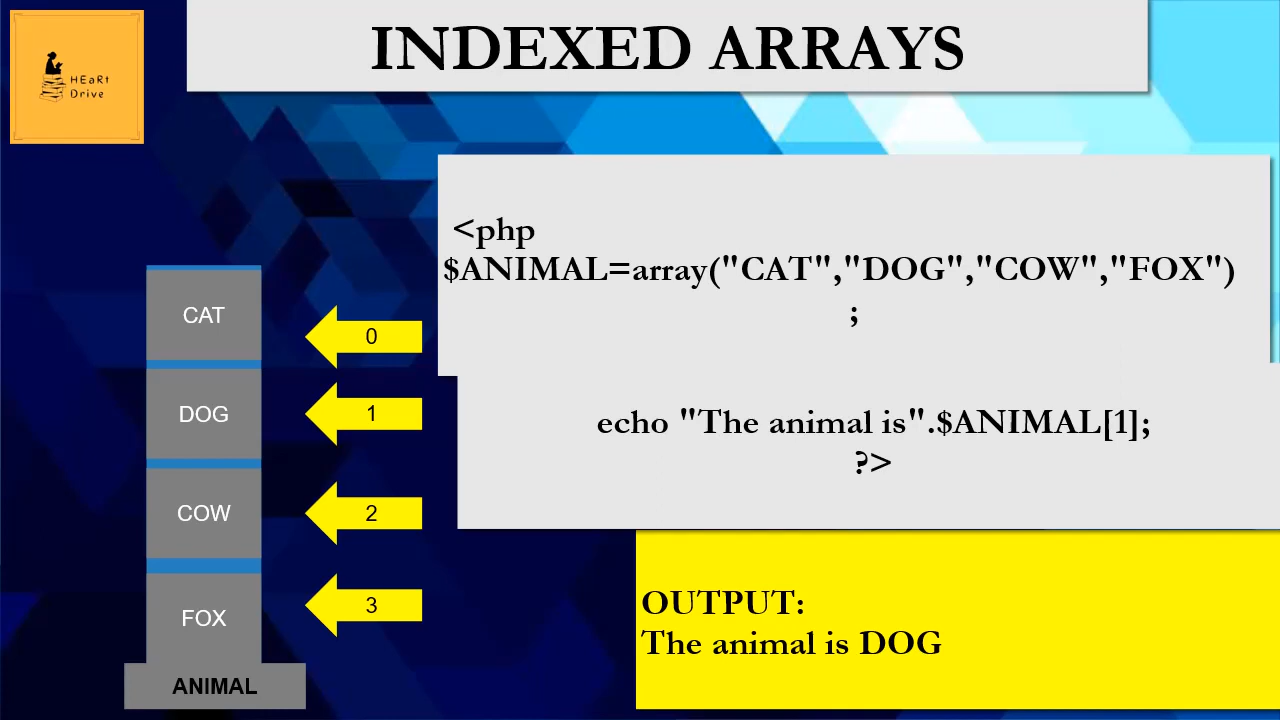 INDEXED ARRAYS
HEaRt
Drive
<php
$ANIMAL=array("CAT","DOG","COW","FOX")
;
CAT
0
DOG
1
echo "The animal is".$ANIMAL[1];
?>
COW
2
FOX
3
OUTPUT:
The animal is DOG
ANIMAL